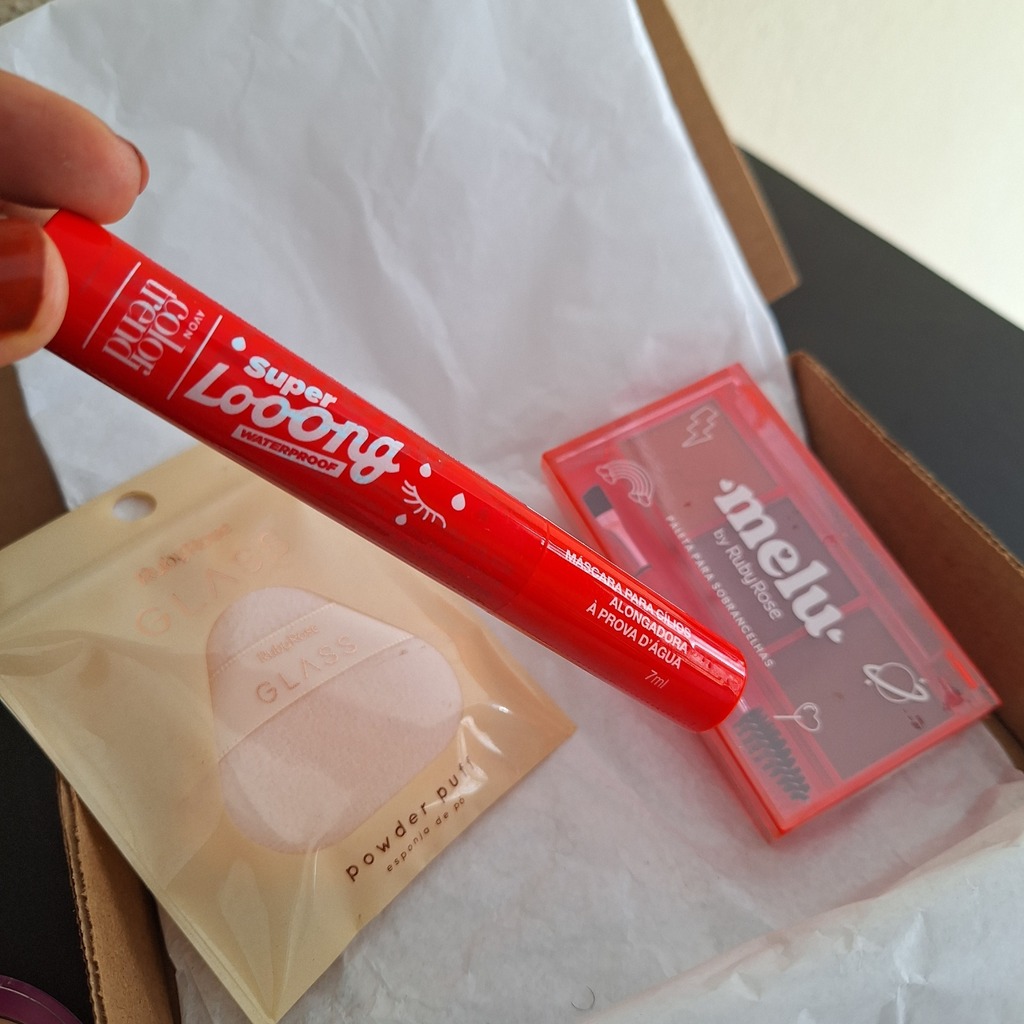 color
trend
AVON
Super
LoOOng
WATERPROOF
MÁSCARA PARA CÍLIOS
ALONGADORA
À PROVA D'ÁGUA
7ml
melu
by RubyRose
PALETA PARA SOBRANCELHAS
GLASS
RubyRose
GLASS
powder puff
esponja de pó